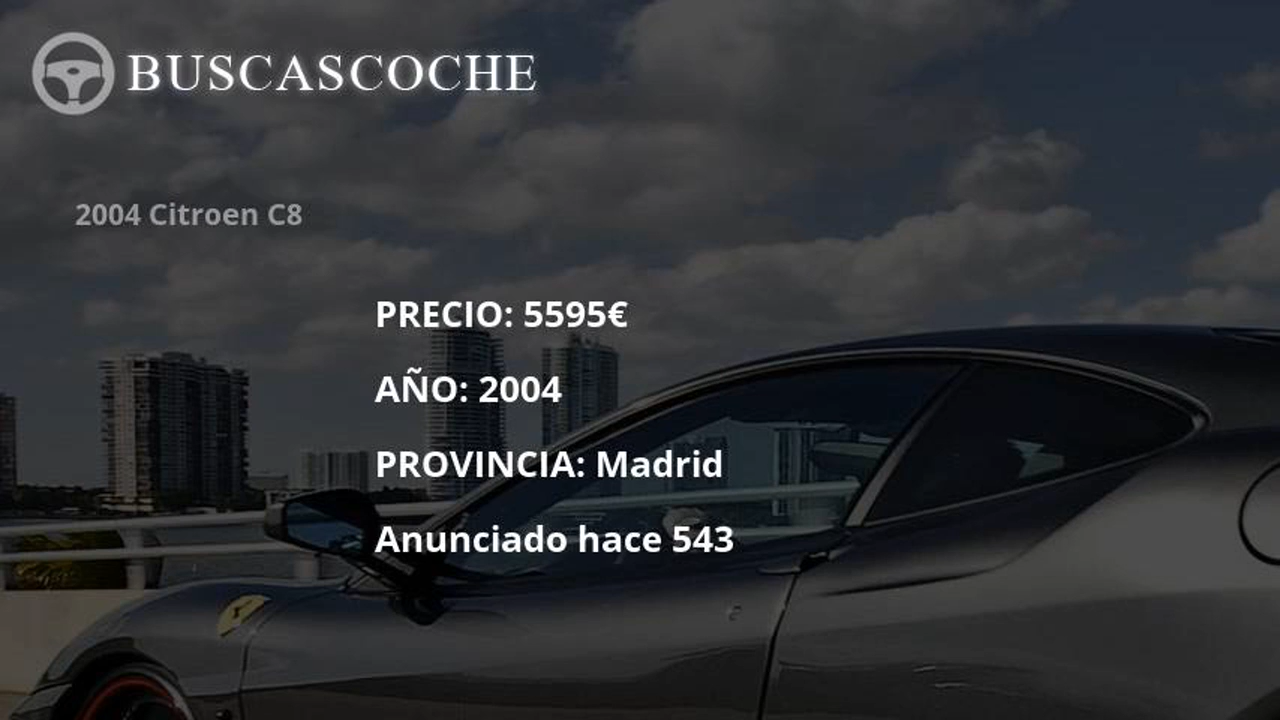 BUSCASCOCHE
2004 Citroen C8
PRECIO: 5595€
AÑO: 2004
PROVINCIA: Madrid
Anunciado hace 543